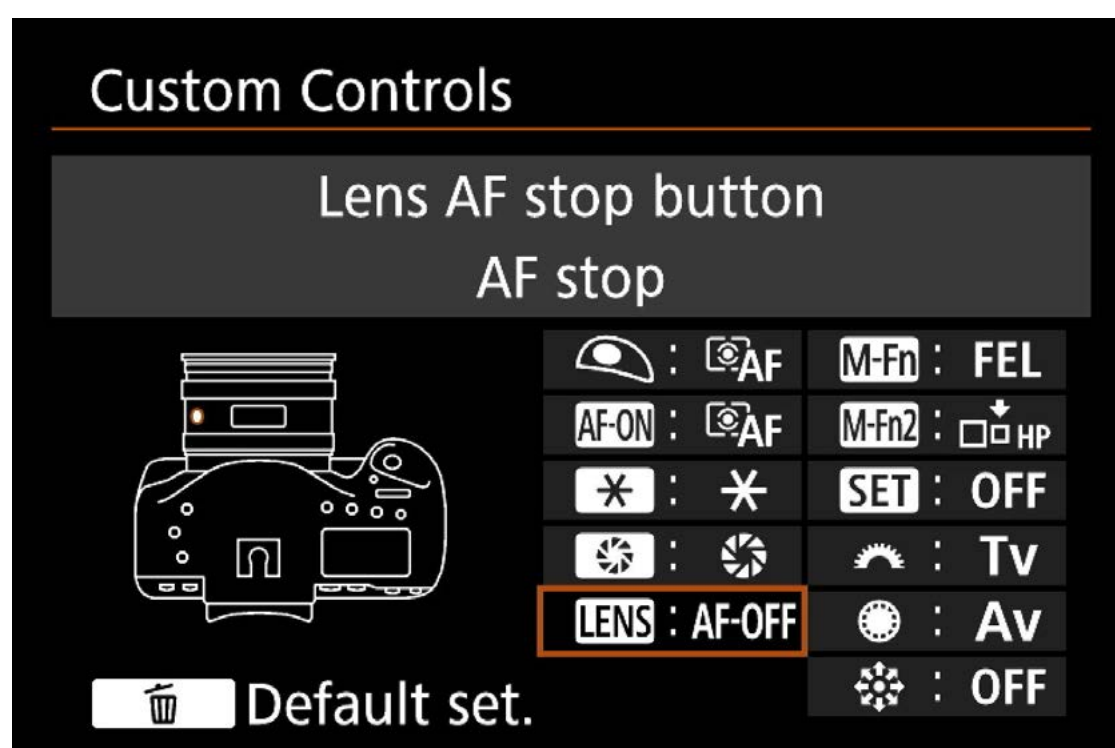 Custom Controls
Lens AF stop button
AF stop
: AF
M-Fn : FEL
AF-ON : AF
M-Fn2 : HP
:
SET : OFF
:
: Tv
LENS : AF-OFF
: Av
: OFF
Default set.